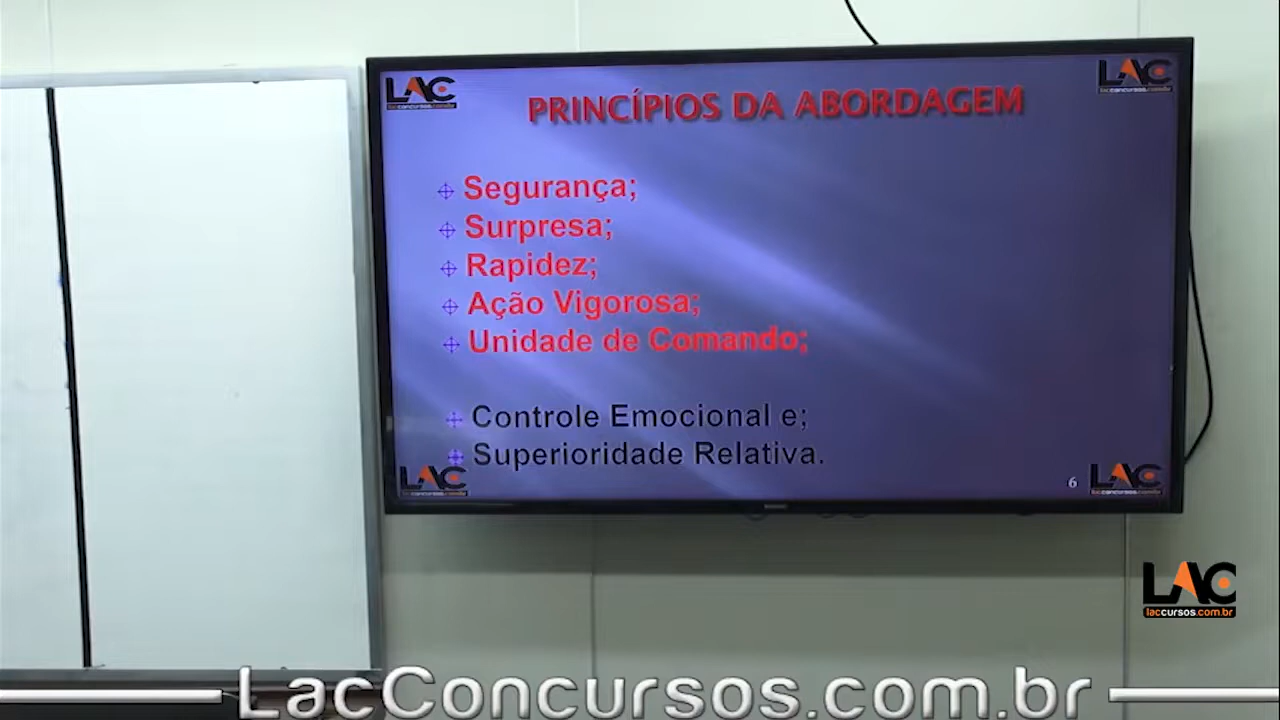 LAC
LAC
PRINCÍPIOS DA ABORDAGEM
Segurança;
Surpresa;
Rapidez;
Ação Vigorosa;
Unidade de Comando;
Controle Emocional e;
Superioridade Relativa.
LAC
6
LAC
LAC
laccursos.com.br
LacConcursos.com.br